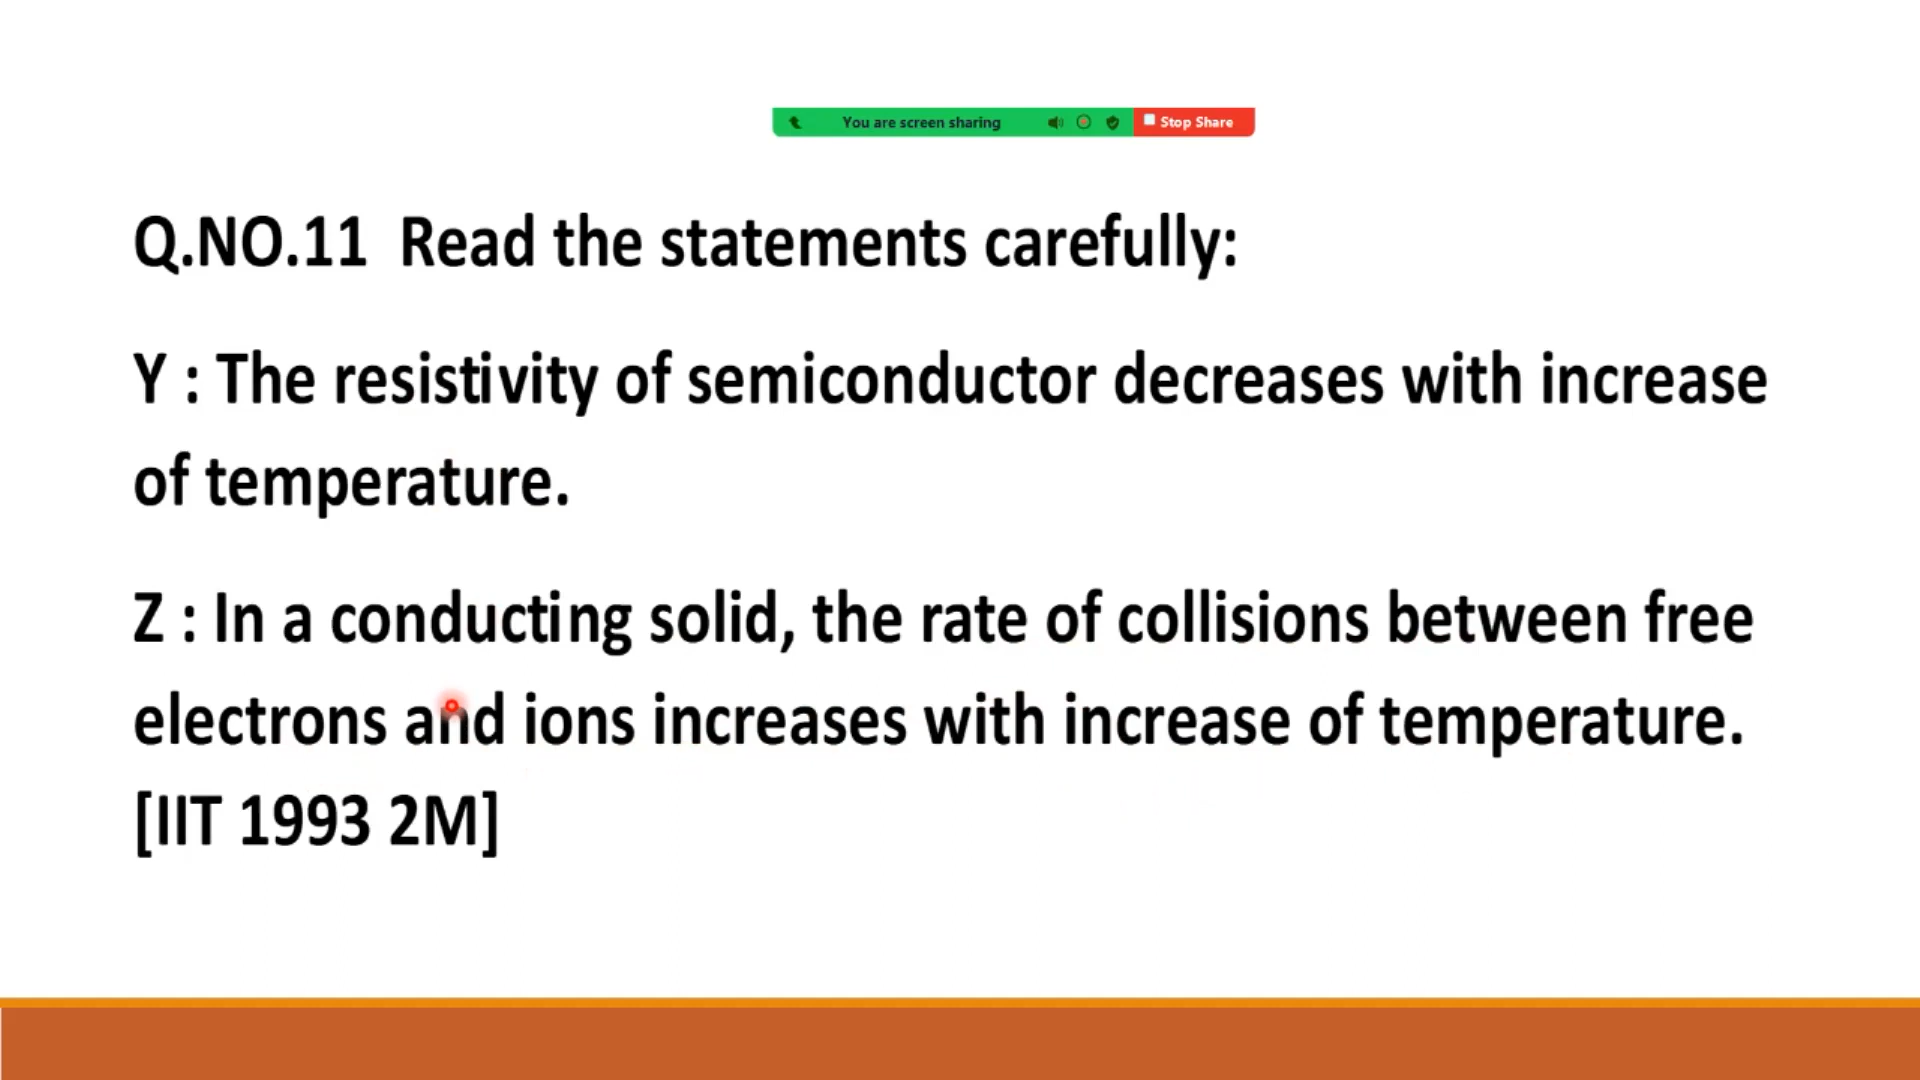 You are screen sharing Stop Share
Q.NO.11 Read the statements carefully:
Y : The resistivity of semiconductor decreases with increase
of temperature.
Z : In a conducting solid, the rate of collisions between free
electrons and ions increases with increase of temperature.
[IIT 1993 2M]